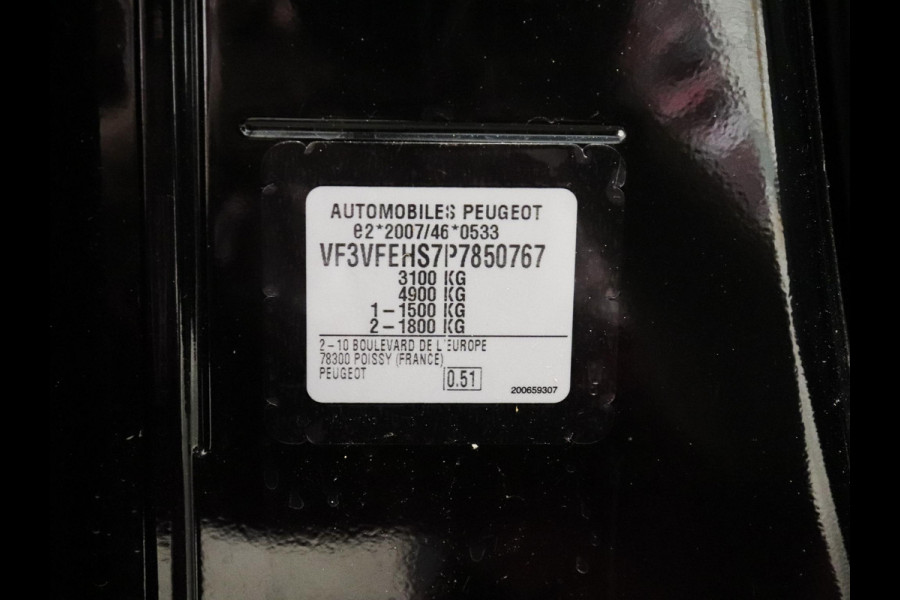 AUTOMOBILES PEUGEOT
e2*2007/46*0533
VF3VFEHS7P7850767
3100 KG
4900 KG
1-1500 KG
2-1800 KG
2-10 BOULEVARD DE L'EUROPE
78300 POISSY (FRANCE)
PEUGEOT
0.51
200659307